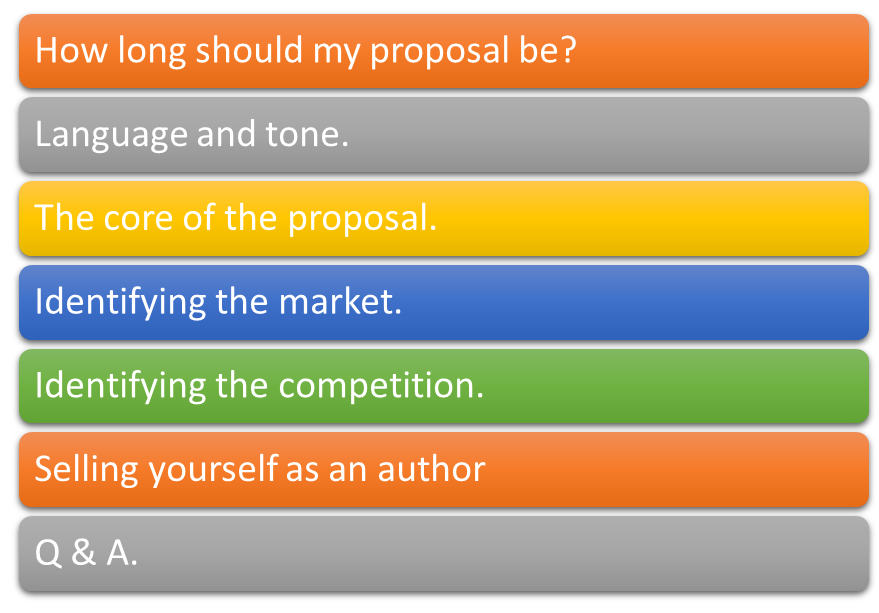 How long should my proposal be?
Language and tone.
The core of the proposal.
Identifying the market.
Identifying the competition.
Selling yourself as an author
Q & A.